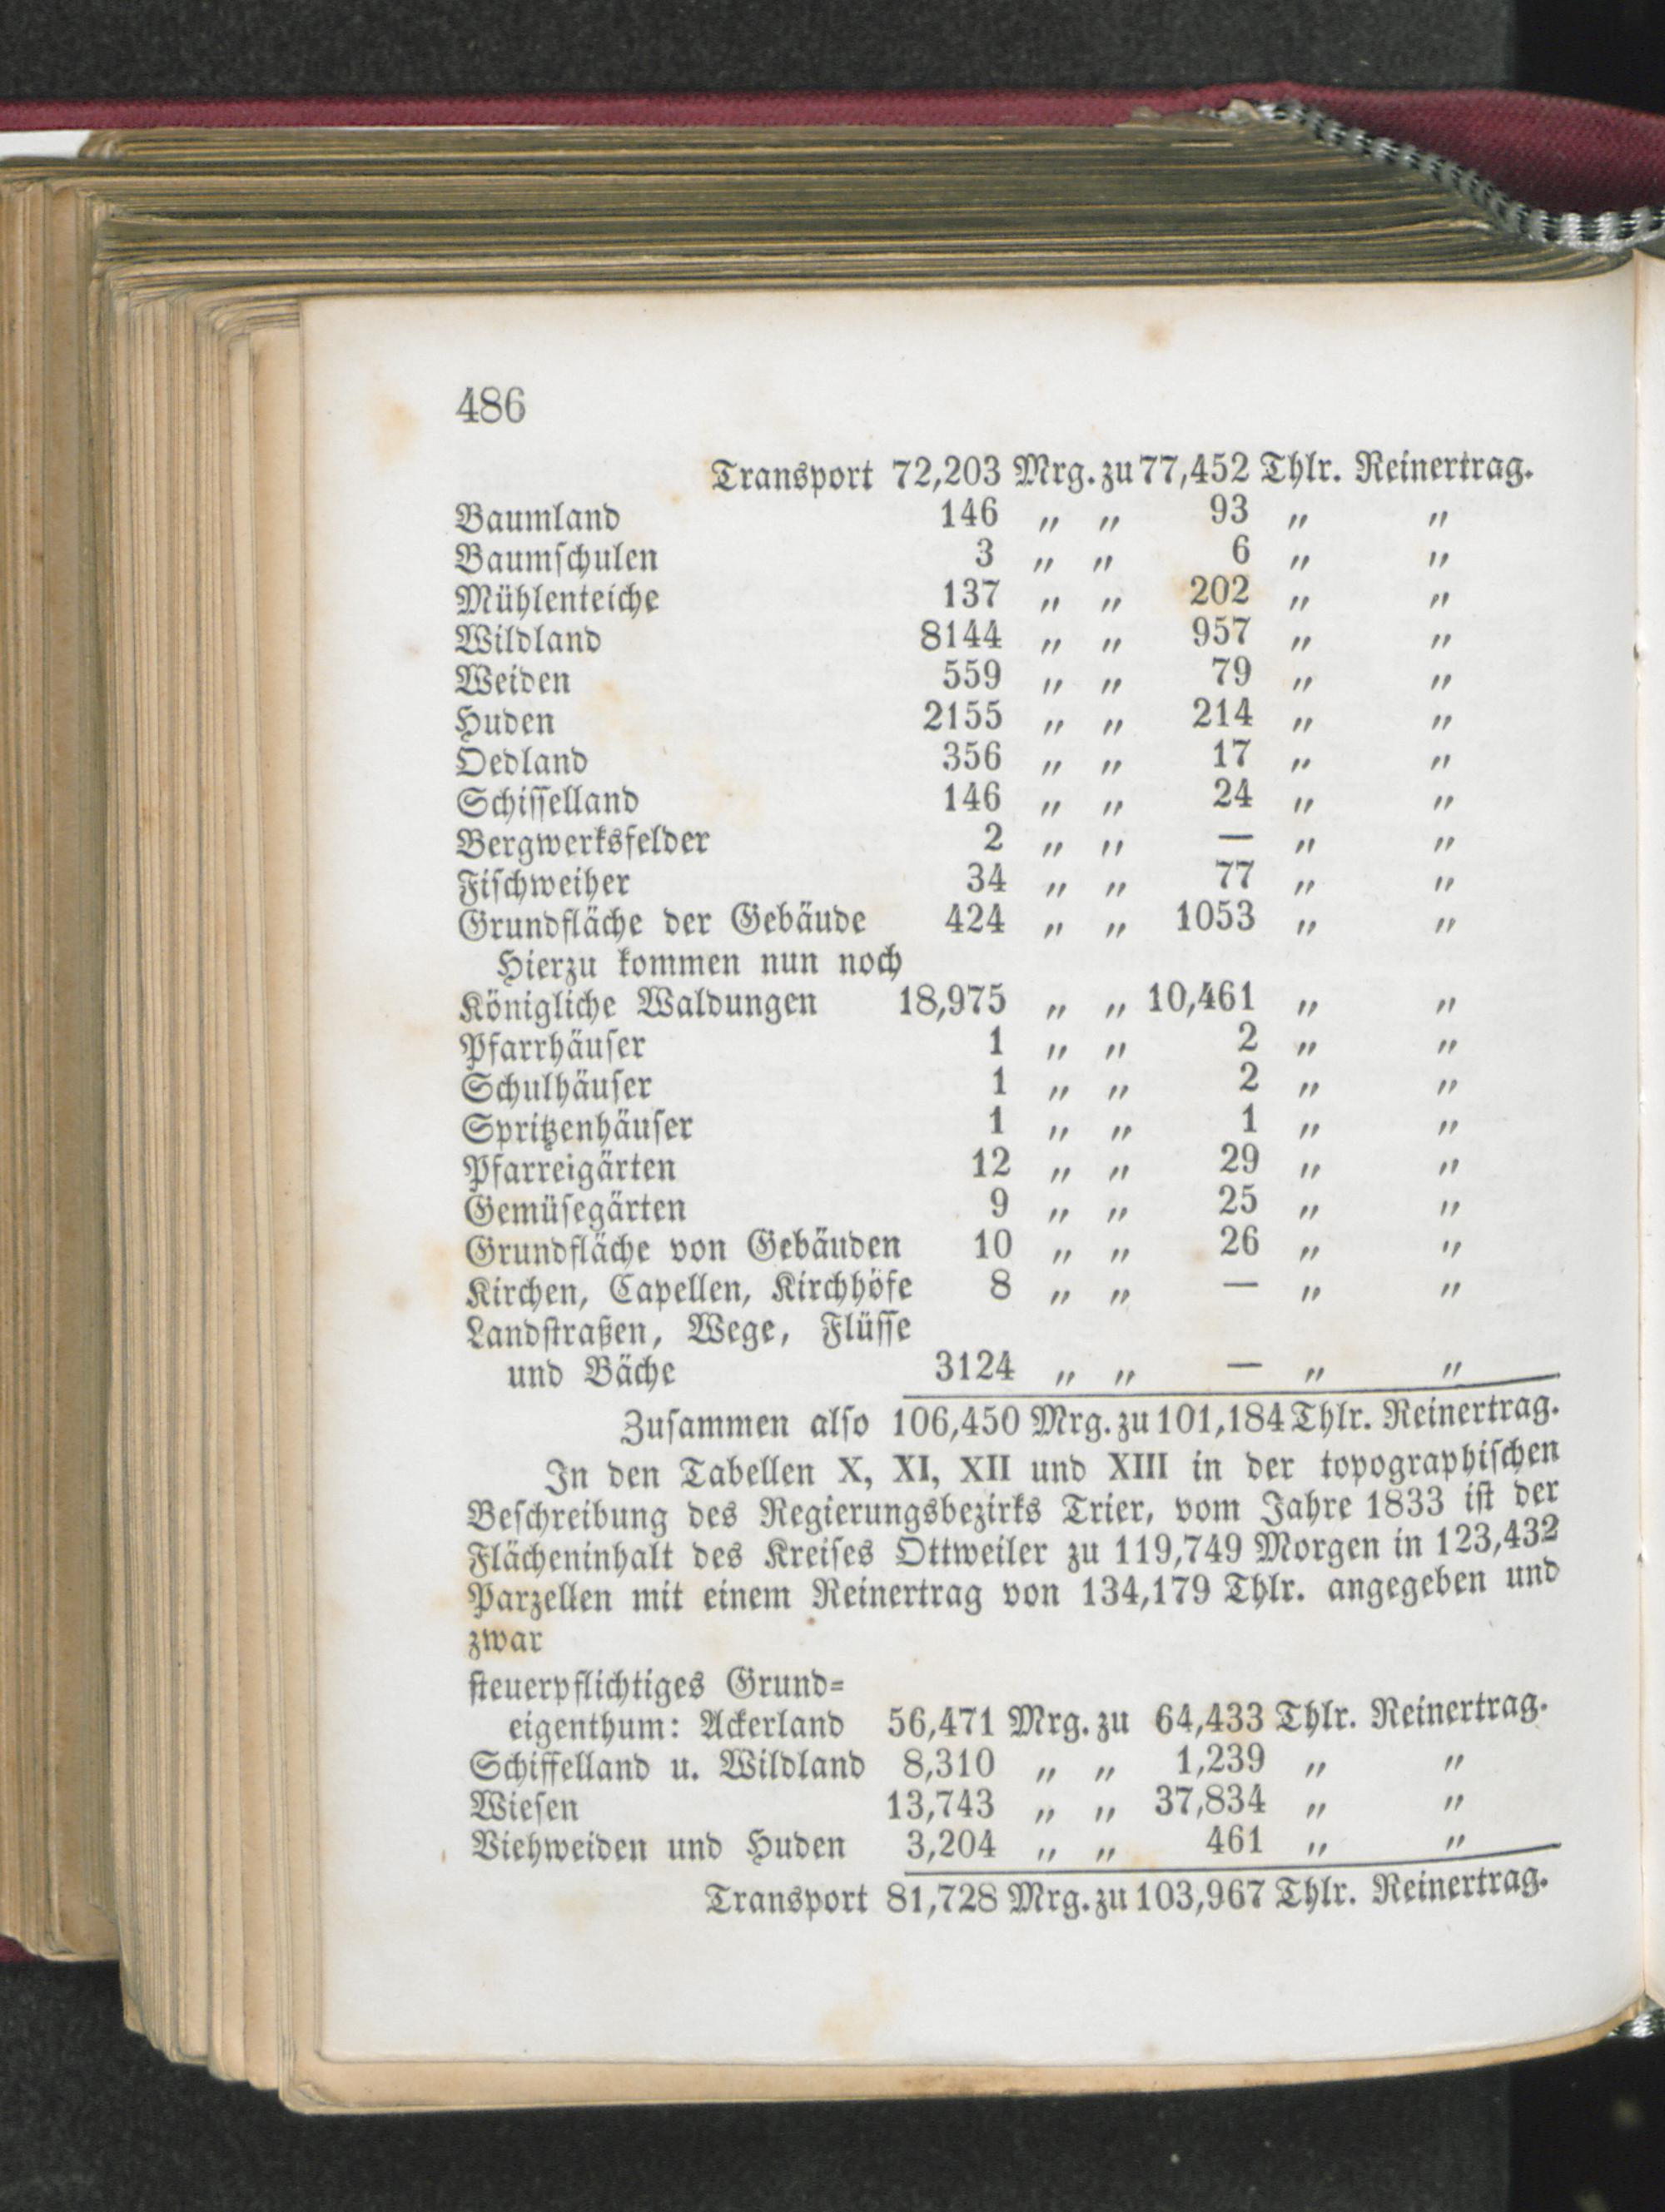 486
Transport 72,203 Mrg. zu 77,452 Thlr. Reinertrag.
Baumland 146 „ „ 93 „ „
Baumschulen 3 „ „ 6 „ „
Mühlenteiche 137 „ „ 202 „ „
Wildland 8144 „ „ 957 „ „
Weiden 559 „ „ 79 „ „
Huden 2155 „ „ 214 „ „
Oedland 356 „ „ 17 „ „
Schisselland 146 „ „ 24 „ „
Bergwerksfelder 2 „ „ — „ „
Fischweiher 34 „ „ 77 „ „
Grundfläche der Gebäude 424 „ „ 1053 „ „
Hierzu kommen nun noch
Königliche Waldungen 18,975 „ „ 10,461 „ „
Pfarrhäuser 1 „ „ 2 „ „
Schulhäuser 1 „ „ 2 „ „
Spritzenhäuser 1 „ „ 1 „ „
Pfarreigärten 12 „ „ 29 „ „
Gemüsegärten 9 „ „ 25 „ „
Grundfläche von Gebäuden 10 „ „ 26 „ „
Kirchen, Capellen, Kirchhöfe 8 „ „ — „ „
Landstraßen, Wege, Flüsse
und Bäche 3124 „ „ — „ „
Zusammen also 106,450 Mrg. zu 101,184 Thlr. Reinertrag.
In den Tabellen X, XI, XII und XIII in der topographischen
Beschreibung des Regierungsbezirks Trier, vom Jahre 1833 ist der
Flächeninhalt des Kreises Ottweiler zu 119,749 Morgen in 123,432
Parzellen mit einem Reinertrag von 134,179 Thlr. angegeben und
zwar
steuerpflichtiges Grund=
eigenthum: Ackerland 56,471 Mrg. zu 64,433 Thlr. Reinertrag.
Schiffelland u. Wildland 8,310 „ „ 1,239 „ „
Wiesen 13,743 „ „ 37,834 „ „
Viehweiden und Huden 3,204 „ „ 461 „ „
Transport 81,728 Mrg. zu 103,967 Thlr. Reinertrag.